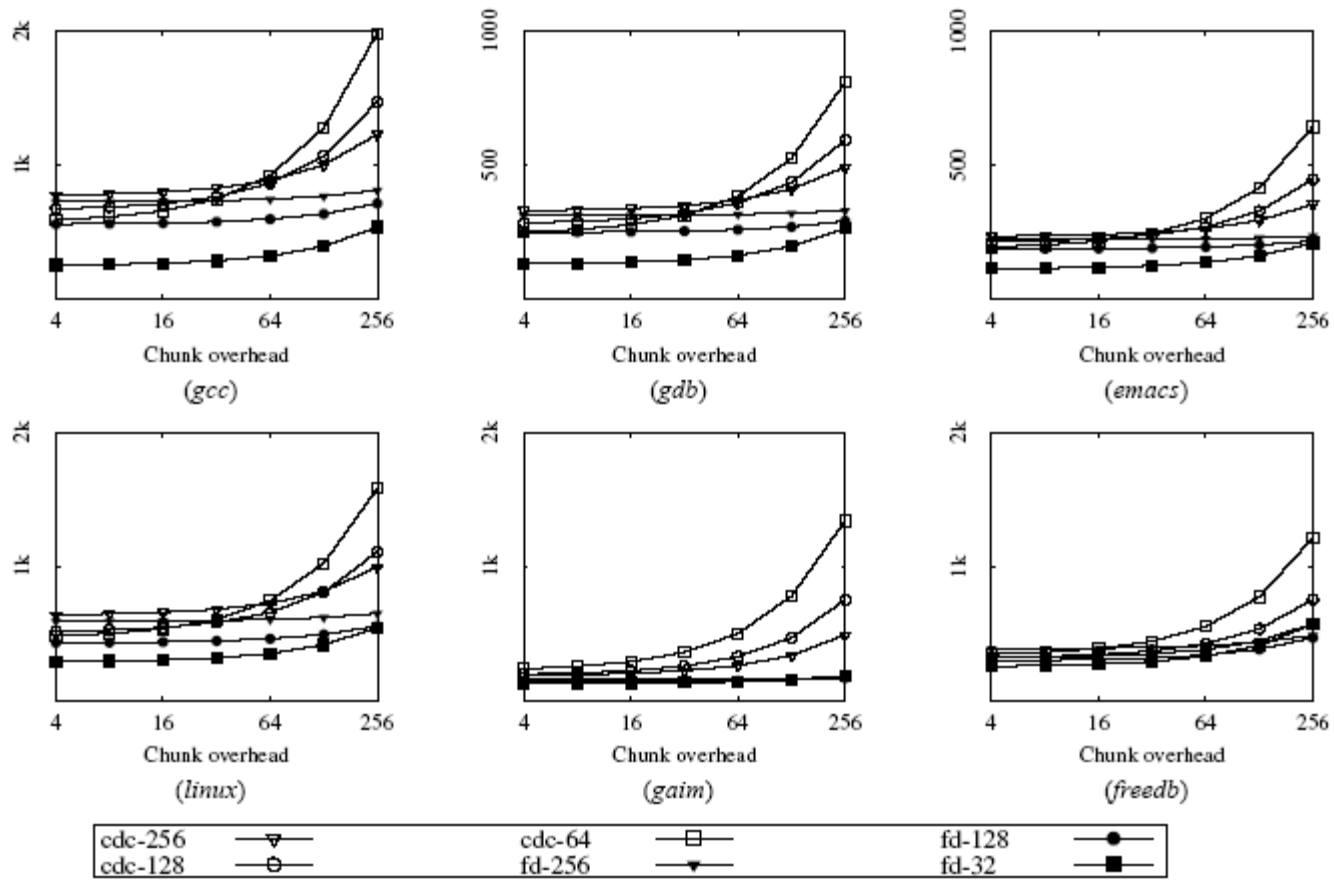 2k
1k
4 16 64 256
Chunk overhead
(gcc)
1000
500
4 16 64 256
Chunk overhead
(gdb)
1000
500
4 16 64 256
Chunk overhead
(emacs)
2k
1k
4 16 64 256
Chunk overhead
(linux)
2k
1k
4 16 64 256
Chunk overhead
(gaim)
2k
1k
4 16 64 256
Chunk overhead
(freedb)
cdc-256 cdc-64 fd-128
cdc-128 fd-256 fd-32